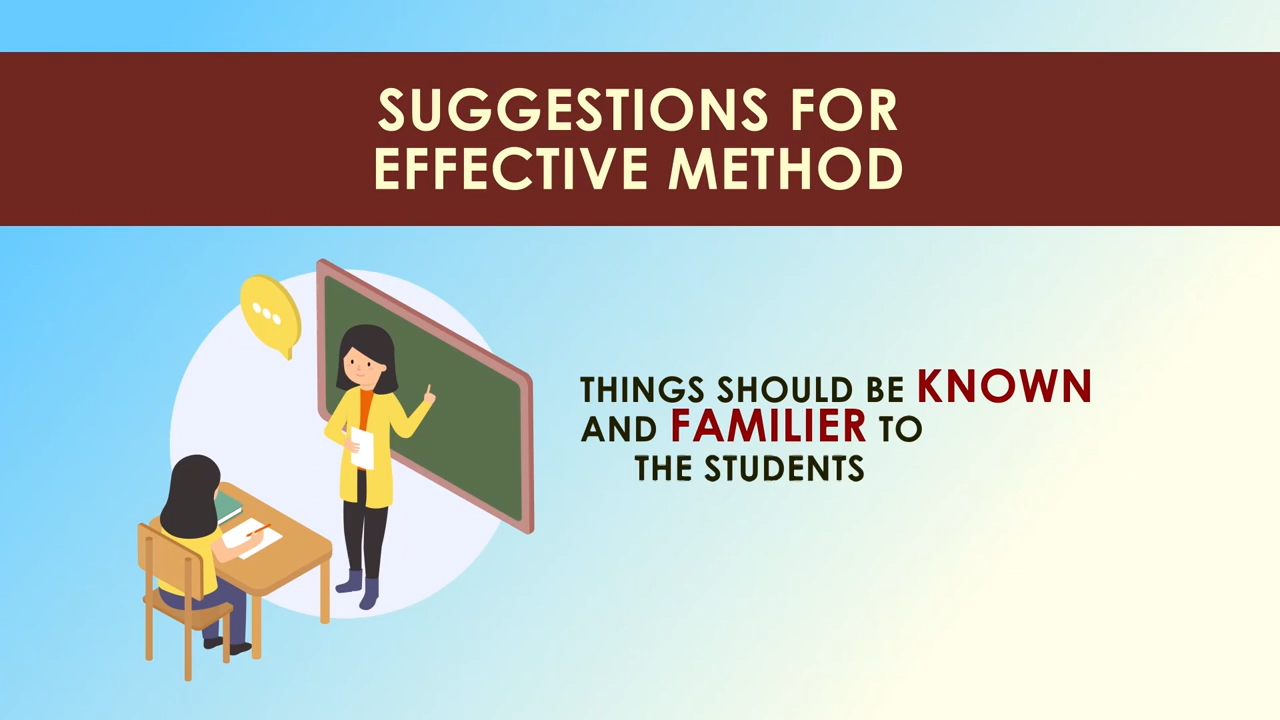 SUGGESTIONS FOR
EFFECTIVE METHOD
THINGS SHOULD BE KNOWN
AND FAMILIER TO
THE STUDENTS